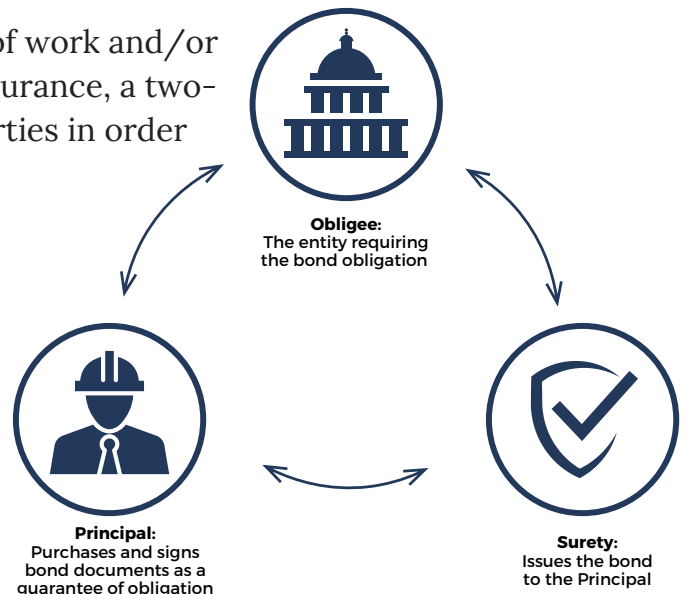 of work and/or
surance, a two-
rties in order
Obligee:
The entity requiring
the bond obligation
Principal:
Purchases and signs
bond documents as a
guarantee of obligation
Surety:
Issues the bond
to the Principal